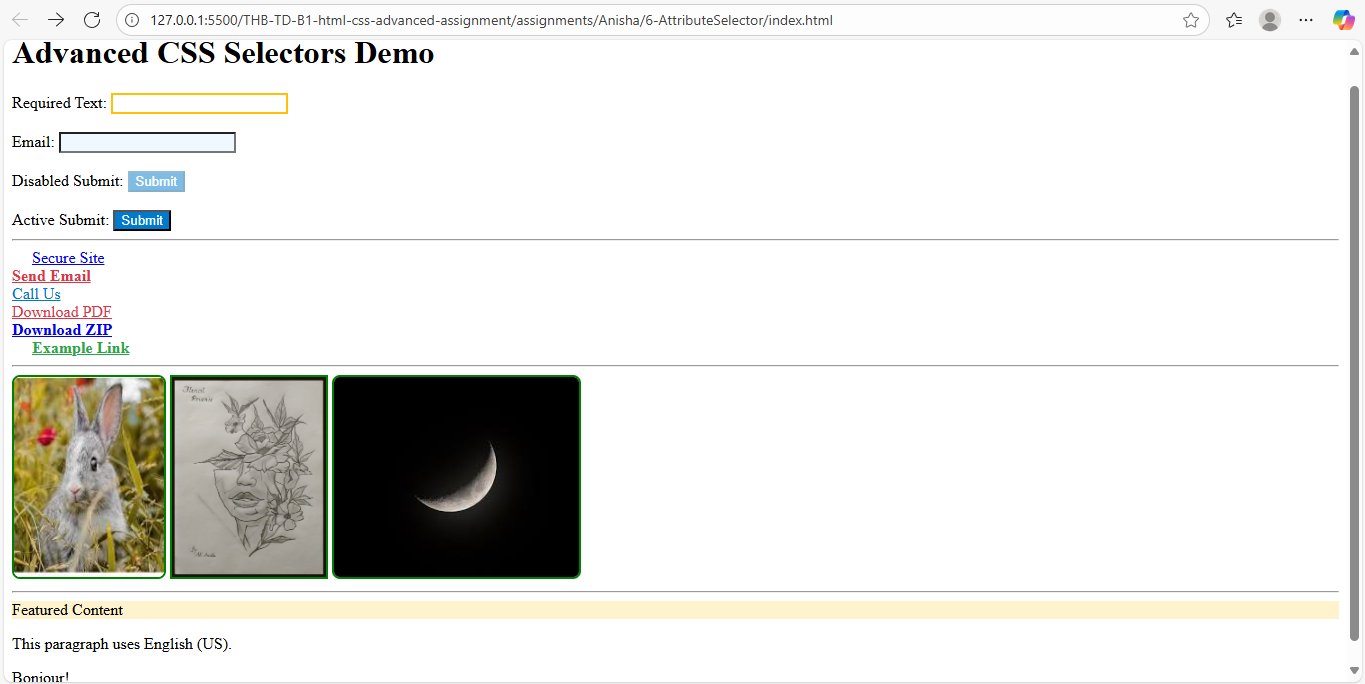 127.0.0.1:5500/THB-TD-B1-html-css-advanced-assignment/assignments/Anisha/6-AttributeSelector/index.html
Advanced CSS Selectors Demo
Required Text:
Email:
Disabled Submit: Submit
Active Submit: Submit
Secure Site
Send Email
Call Us
Download PDF
Download ZIP
Example Link
By
Featured Content
This paragraph uses English (US).
Bonjour!